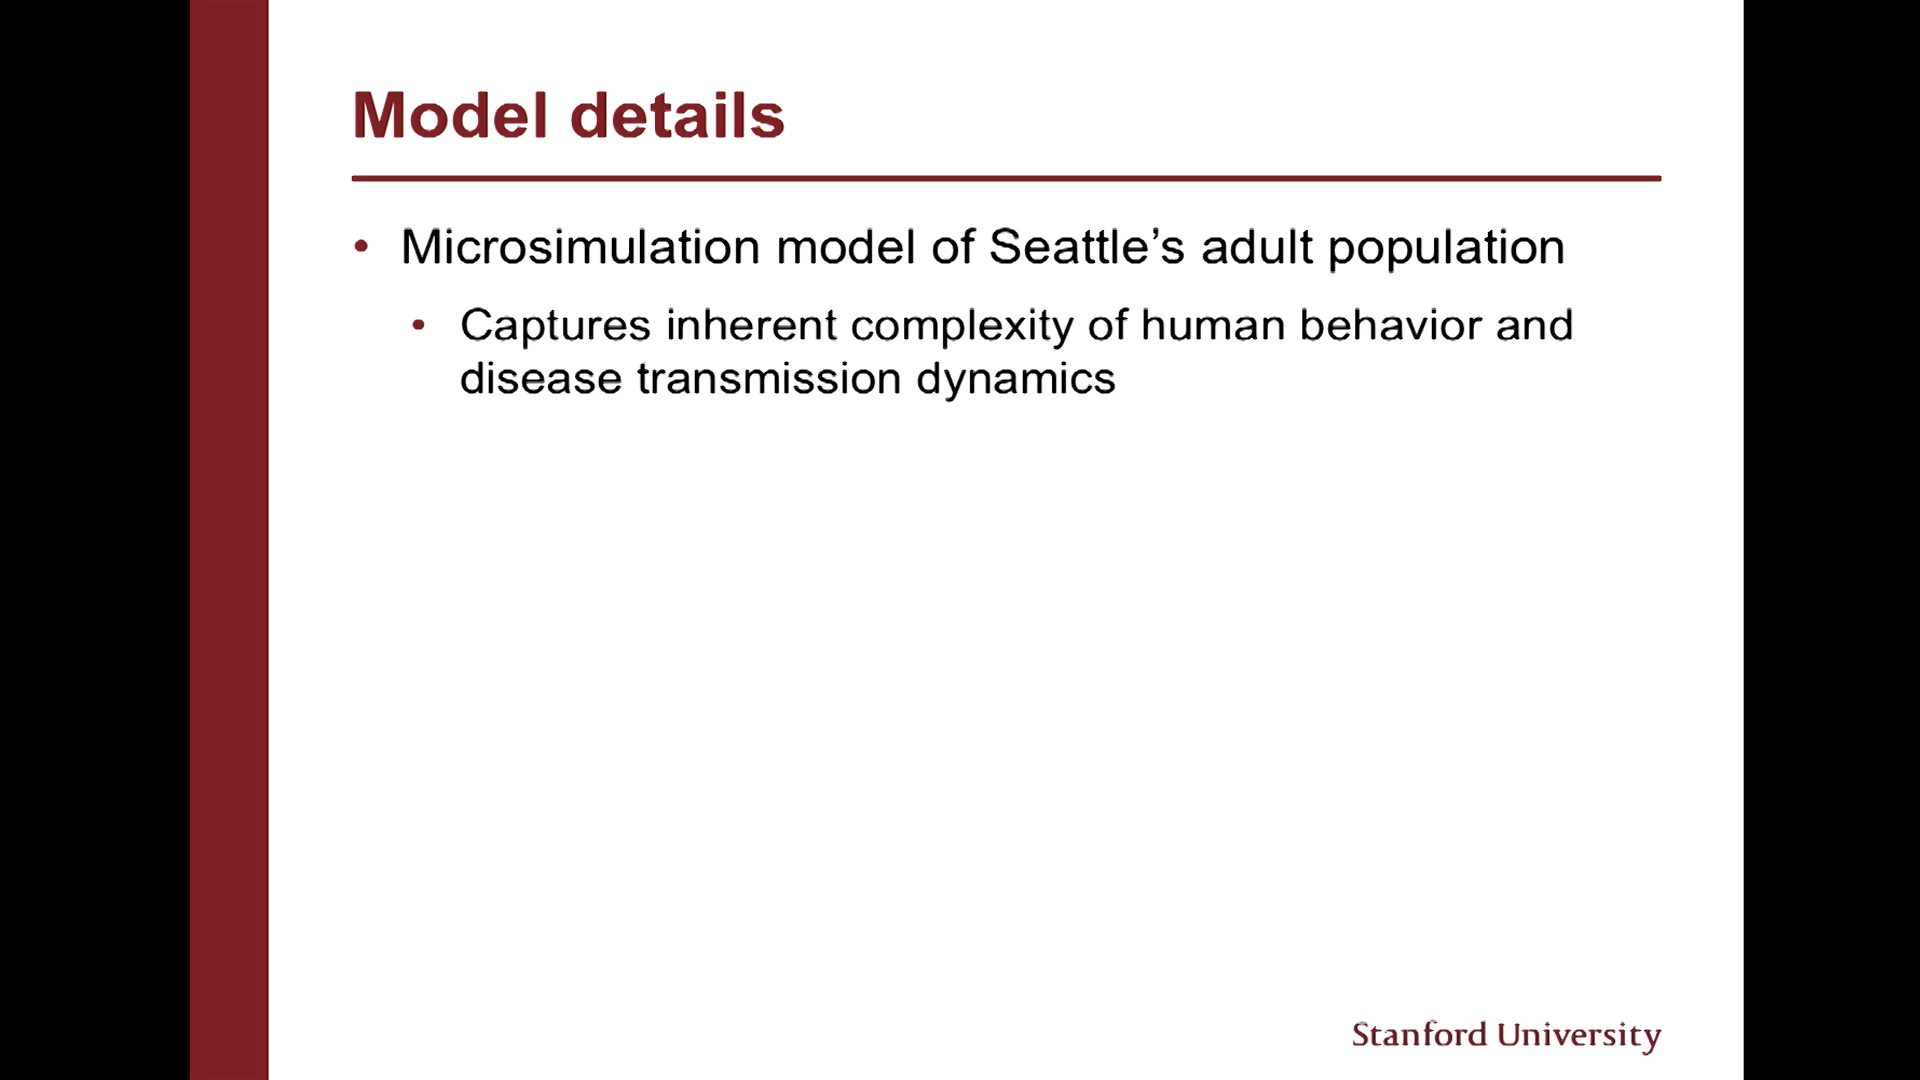 Model details
• Microsimulation model of Seattle’s adult population
• Captures inherent complexity of human behavior and
disease transmission dynamics
Stanford University